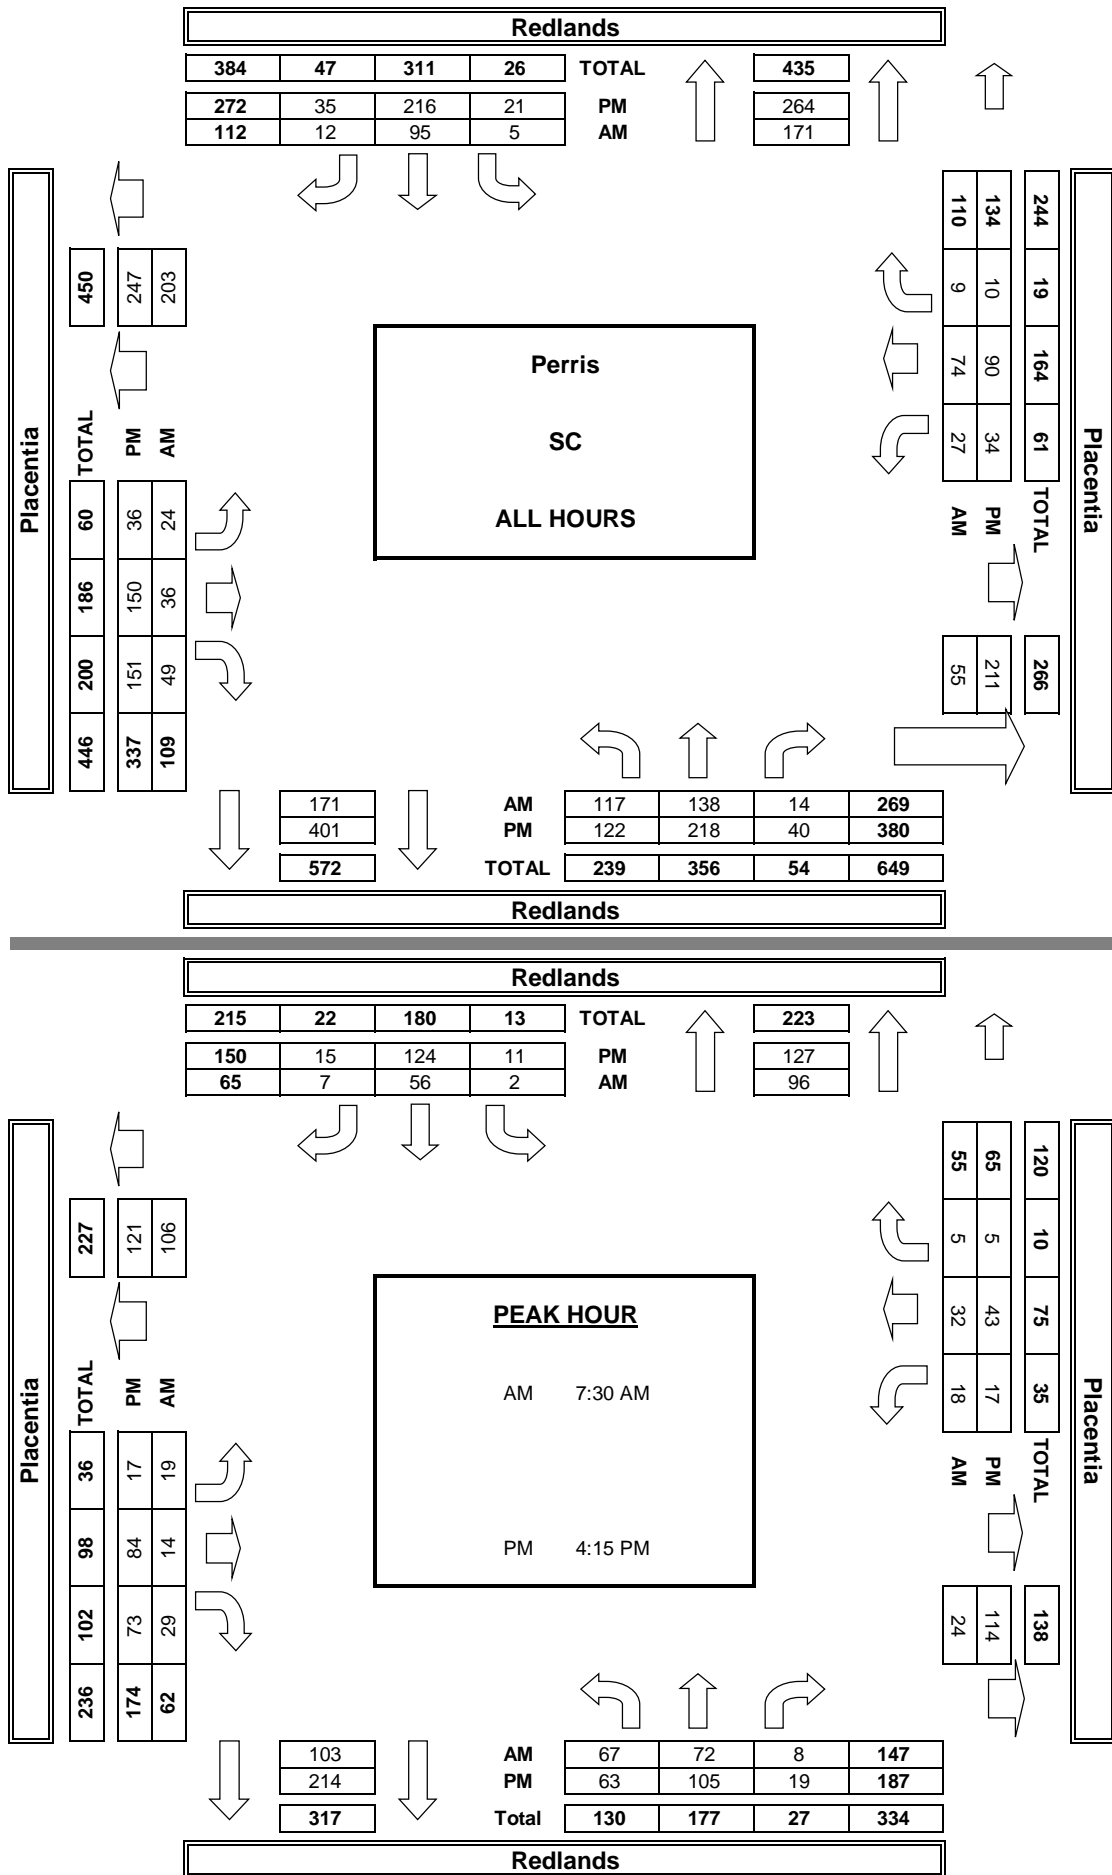 Redlands
384 47 311 26 TOTAL 435
272 35 216 21 PM 264
112 12 95 5 AM 171
Placentia
450
247
203
TOTAL 60 186 200 446
PM 36 150 151 337
AM 24 36 49 109
Perris
SC
ALL HOURS
244 19 164 61 TOTAL 266
134 10 90 34 PM 211
110 9 74 27 AM 55
Placentia
171 AM 117 138 14 269
401 PM 122 218 40 380
572 TOTAL 239 356 54 649
Redlands
Redlands
215 22 180 13 TOTAL 223
150 15 124 11 PM 127
65 7 56 2 AM 96
Placentia
227
121
106
TOTAL 36 98 102 236
PM 17 84 73 174
AM 19 14 29 62
PEAK HOUR
AM 7:30 AM
PM 4:15 PM
120 10 75 35 TOTAL 138
65 5 43 17 PM 114
55 5 32 18 AM 24
Placentia
103 AM 67 72 8 147
214 PM 63 105 19 187
317 Total 130 177 27 334
Redlands